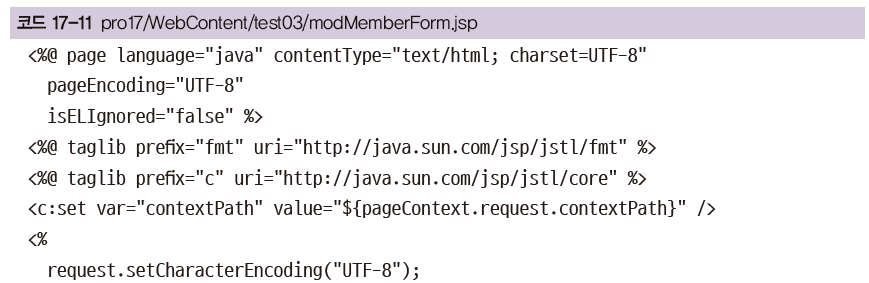 코드 17-11 pro17/WebContent/test03/modMemberForm.jsp
<%@ page language="java" contentType="text/html; charset=UTF-8"
pageEncoding="UTF-8"
isELIgnored="false" %>
<%@ taglib prefix="fmt" uri="http://java.sun.com/jsp/jstl/fmt" %>
<%@ taglib prefix="c" uri="http://java.sun.com/jsp/jstl/core" %>
<c:set var="contextPath" value="${pageContext.request.contextPath}" />
<%
request.setCharacterEncoding("UTF-8");